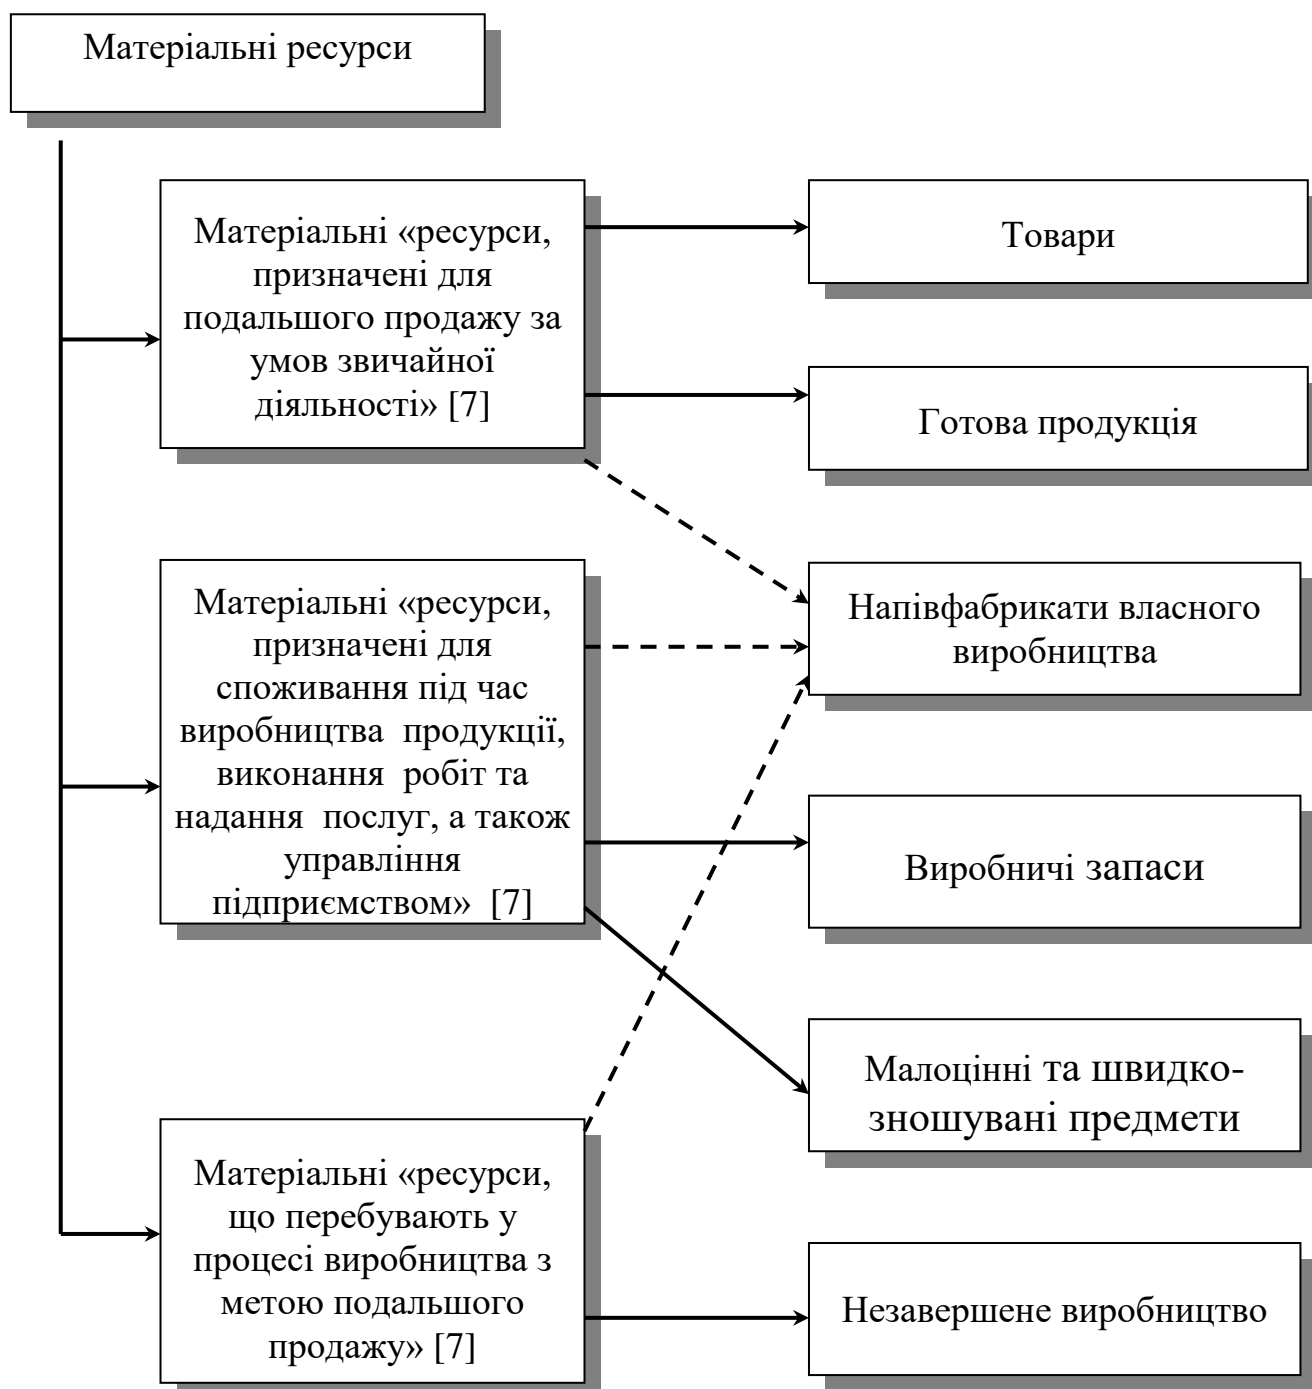 Матеріальні ресурси
Матеріальні «ресурси,
призначені для
подальшого продажу за
умов звичайної
діяльності» [7]
Товари
Готова продукція
Матеріальні «ресурси,
призначені для
споживання під час
виробництва продукції,
виконання робіт та
надання послуг, а також
управління
підприємством» [7]
Напівфабрикати власного
виробництва
Виробничі запаси
Малоцінні та швидко-
зношувані предмети
Матеріальні «ресурси,
що перебувають у
процесі виробництва з
метою подальшого
продажу» [7]
Незавершене виробництво